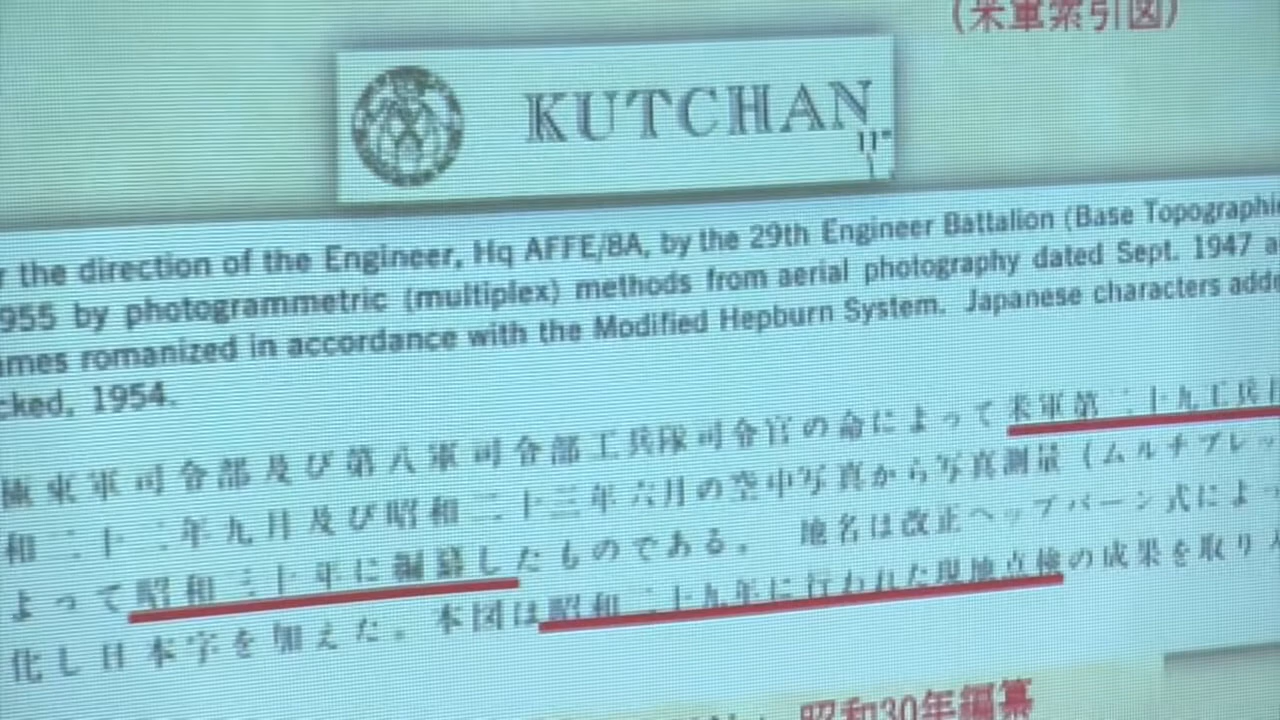 (米軍索引図)
KUTCHAN
11"
r the direction of the Engineer, Hq AFFE/8A, by the 29th Engineer Battalion (Base Topographi
955 by photogrammetric (multiplex) methods from aerial photography dated Sept. 1947 a
ames romanized in accordance with the Modified Hepburn System. Japanese characters adde
cked, 1954.
極東軍司令部及び第八軍司令部工兵隊司令官の命によって米軍第二十九工兵
和二十二年九月及び昭和二十三年六月の空中写真から写真測量(ムルチプレッ
よって昭和三十年に編纂したものである。 地名は改正ヘップバーン式によっ
化し日本字を加えた。本図は昭和二十九年に行われた現地点検の成果を取り入
昭和30年編纂